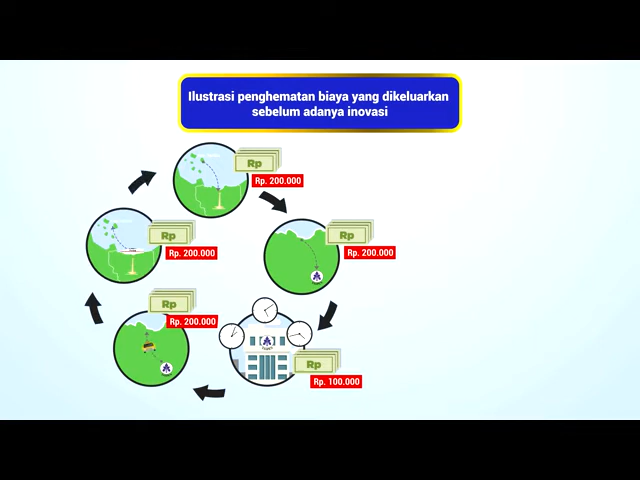 Ilustrasi penghematan biaya yang dikeluarkan
sebelum adanya inovasi
Rp
Rp. 200.000
Rp
Rp. 200.000
Rp
Rp. 200.000
Rp
Rp. 200.000
Rp
Rp. 100.000